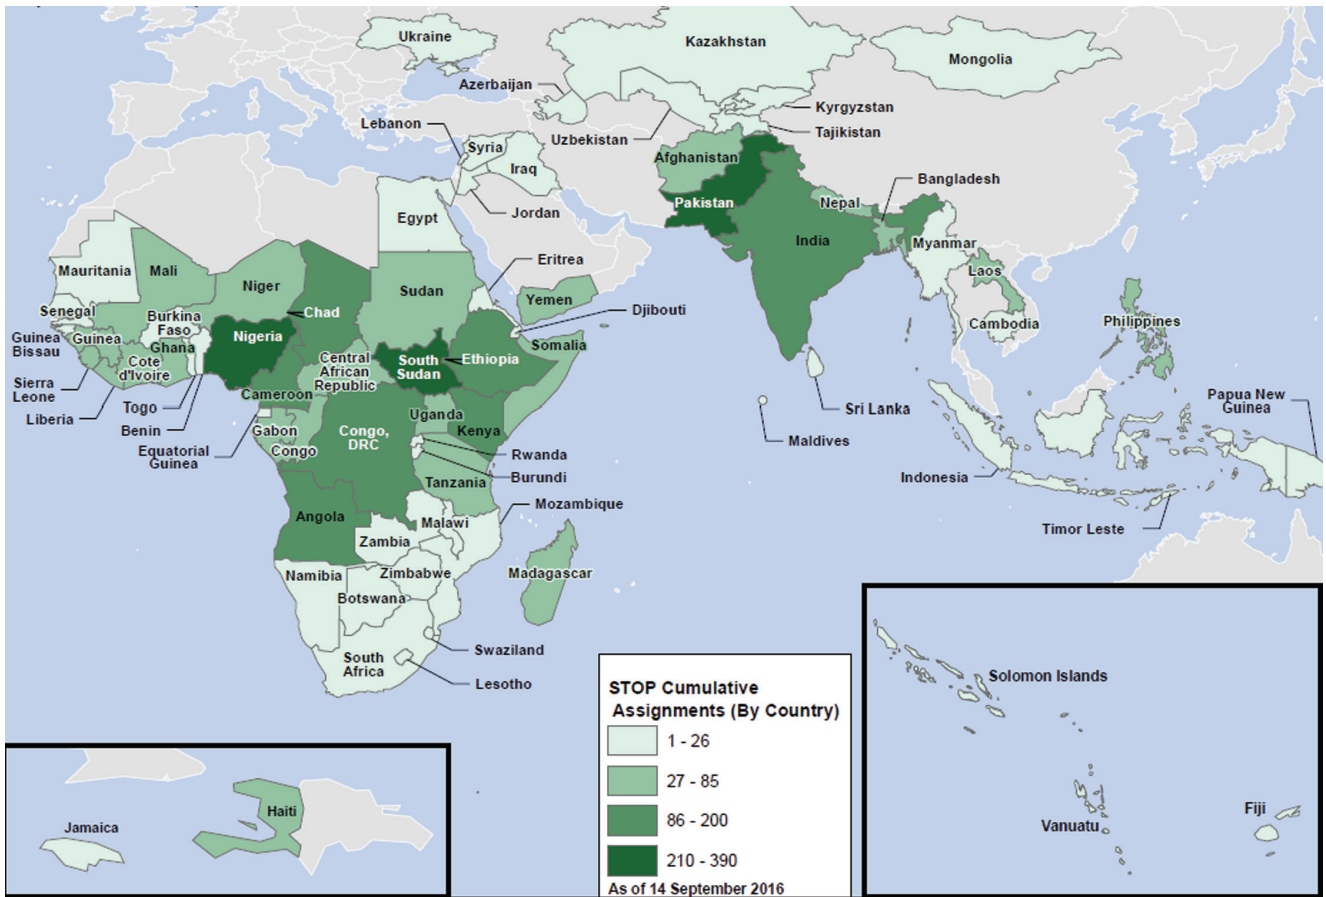 Ukraine
Kazakhstan
Mongolia
Azerbaijan
Kyrgyzstan
Lebanon
Uzbekistan
Tajikistan
Syria
Afghanistan
Iraq
Bangladesh
Pakistan
Nepal
Egypt
Jordan
India
Myanmar
Eritrea
Mauritania
Mali
Laos
Niger
Sudan
Yemen
Senegal
Chad
Djibouti
Burkina
Faso
Philippines
Cambodia
Guinea
Bissau
Guinea
Nigeria
Ghana
Somalia
Cote
d'Ivoire
Central
African
Republic
South
Sudan
Ethiopia
Sierra
Leone
Cameroon
Liberia
Togo
Benin
Uganda
Sri Lanka
Papua New
Guinea
Gabon
Congo,
DRC
Kenya
Maldives
Equatorial
Guinea
Congo
Rwanda
Burundi
Tanzania
Indonesia
Mozambique
Angola
Malawi
Timor Leste
Zambia
Namibia
Zimbabwe
Madagascar
Botswana
Swaziland
South
Africa
Lesotho
STOP Cumulative
Assignments (By Country)
1 - 26
27 - 85
86 - 200
210 - 390
As of 14 September 2016
Jamaica
Haiti
Solomon Islands
Vanuatu
Fiji